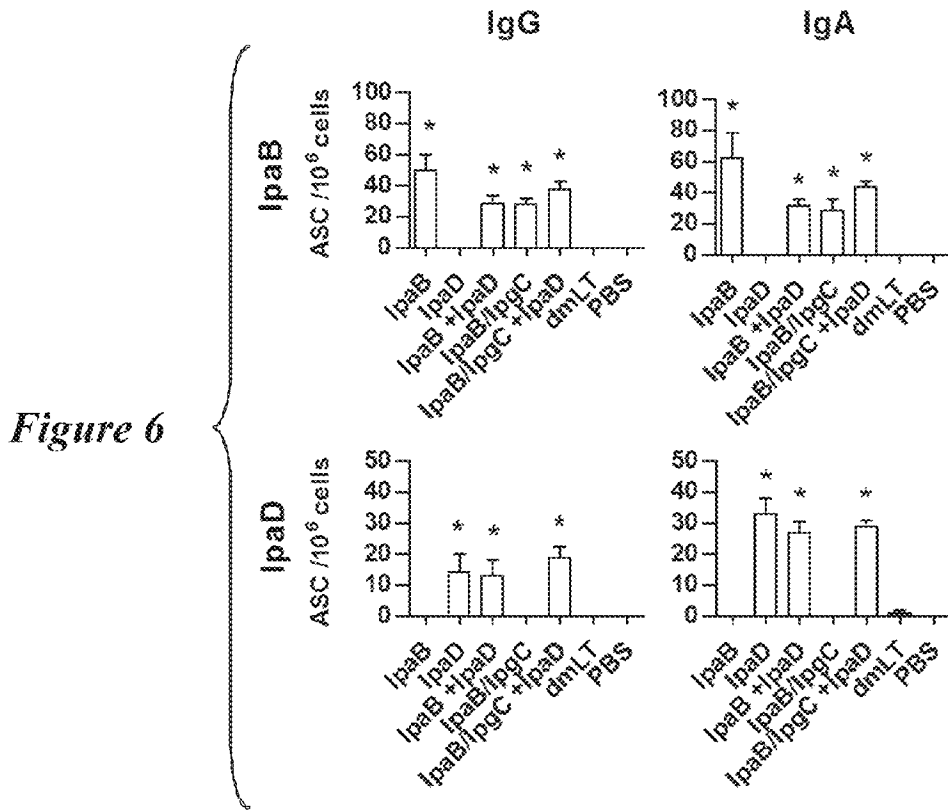 IgG
IgA
IpaB
ASC /10⁶ cells
100
80
60
40
20
0
*
*
*
*
IpaB
IpaD
IpaB +IpaD
IpaB/IpgC
IpaB/IpgC +IpaD
dmLT
PBS
100
80
60
40
20
0
*
*
*
*
IpaB
IpaD
IpaB +IpaD
IpaB/IpgC
IpaB/IpgC +IpaD
dmLT
PBS
Figure 6
IpaD
ASC /10⁶ cells
50
40
30
20
10
0
*
*
*
IpaB
IpaD
IpaB +IpaD
IpaB/IpgC
IpaB/IpgC +IpaD
dmLT
PBS
50
40
30
20
10
0
*
*
*
IpaB
IpaD
IpaB +IpaD
IpaB/IpgC
IpaB/IpgC +IpaD
dmLT
PBS